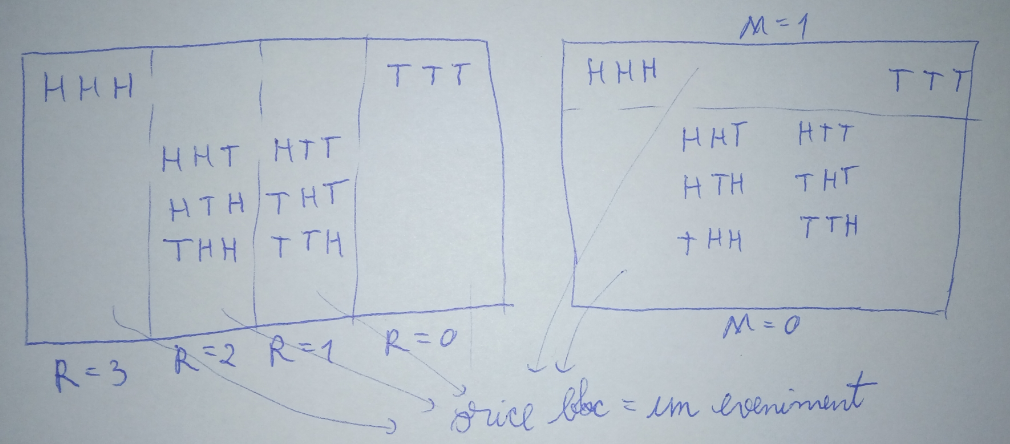 M = 1
HHH
TTT
HHT HTT
HTH THT
THH TTH
R = 3 R = 2 R = 1 R = 0
HHH TTT
HHT HTT
HTH THT
THH TTH
M = 0
orice bloc = un eveniment